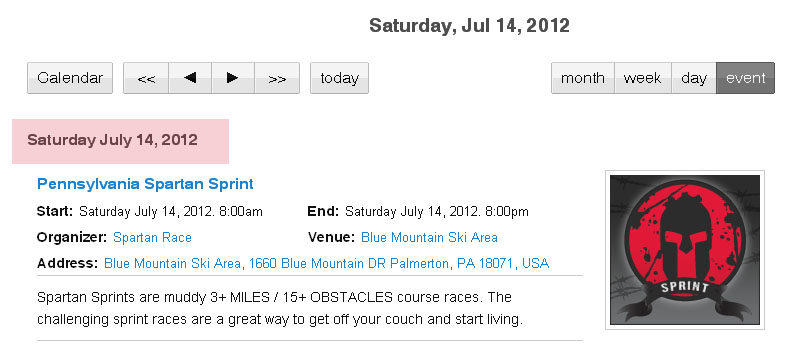 Saturday, Jul 14, 2012
Calendar << ◀ ▶ >> today month week day event
Saturday July 14, 2012
Pennsylvania Spartan Sprint
Start: Saturday July 14, 2012. 8:00am End: Saturday July 14, 2012. 8:00pm
Organizer: Spartan Race Venue: Blue Mountain Ski Area
Address: Blue Mountain Ski Area, 1660 Blue Mountain DR Palmerton, PA 18071, USA
SPRINT
Spartan Sprints are muddy 3+ MILES / 15+ OBSTACLES course races. The
challenging sprint races are a great way to get off your couch and start living.